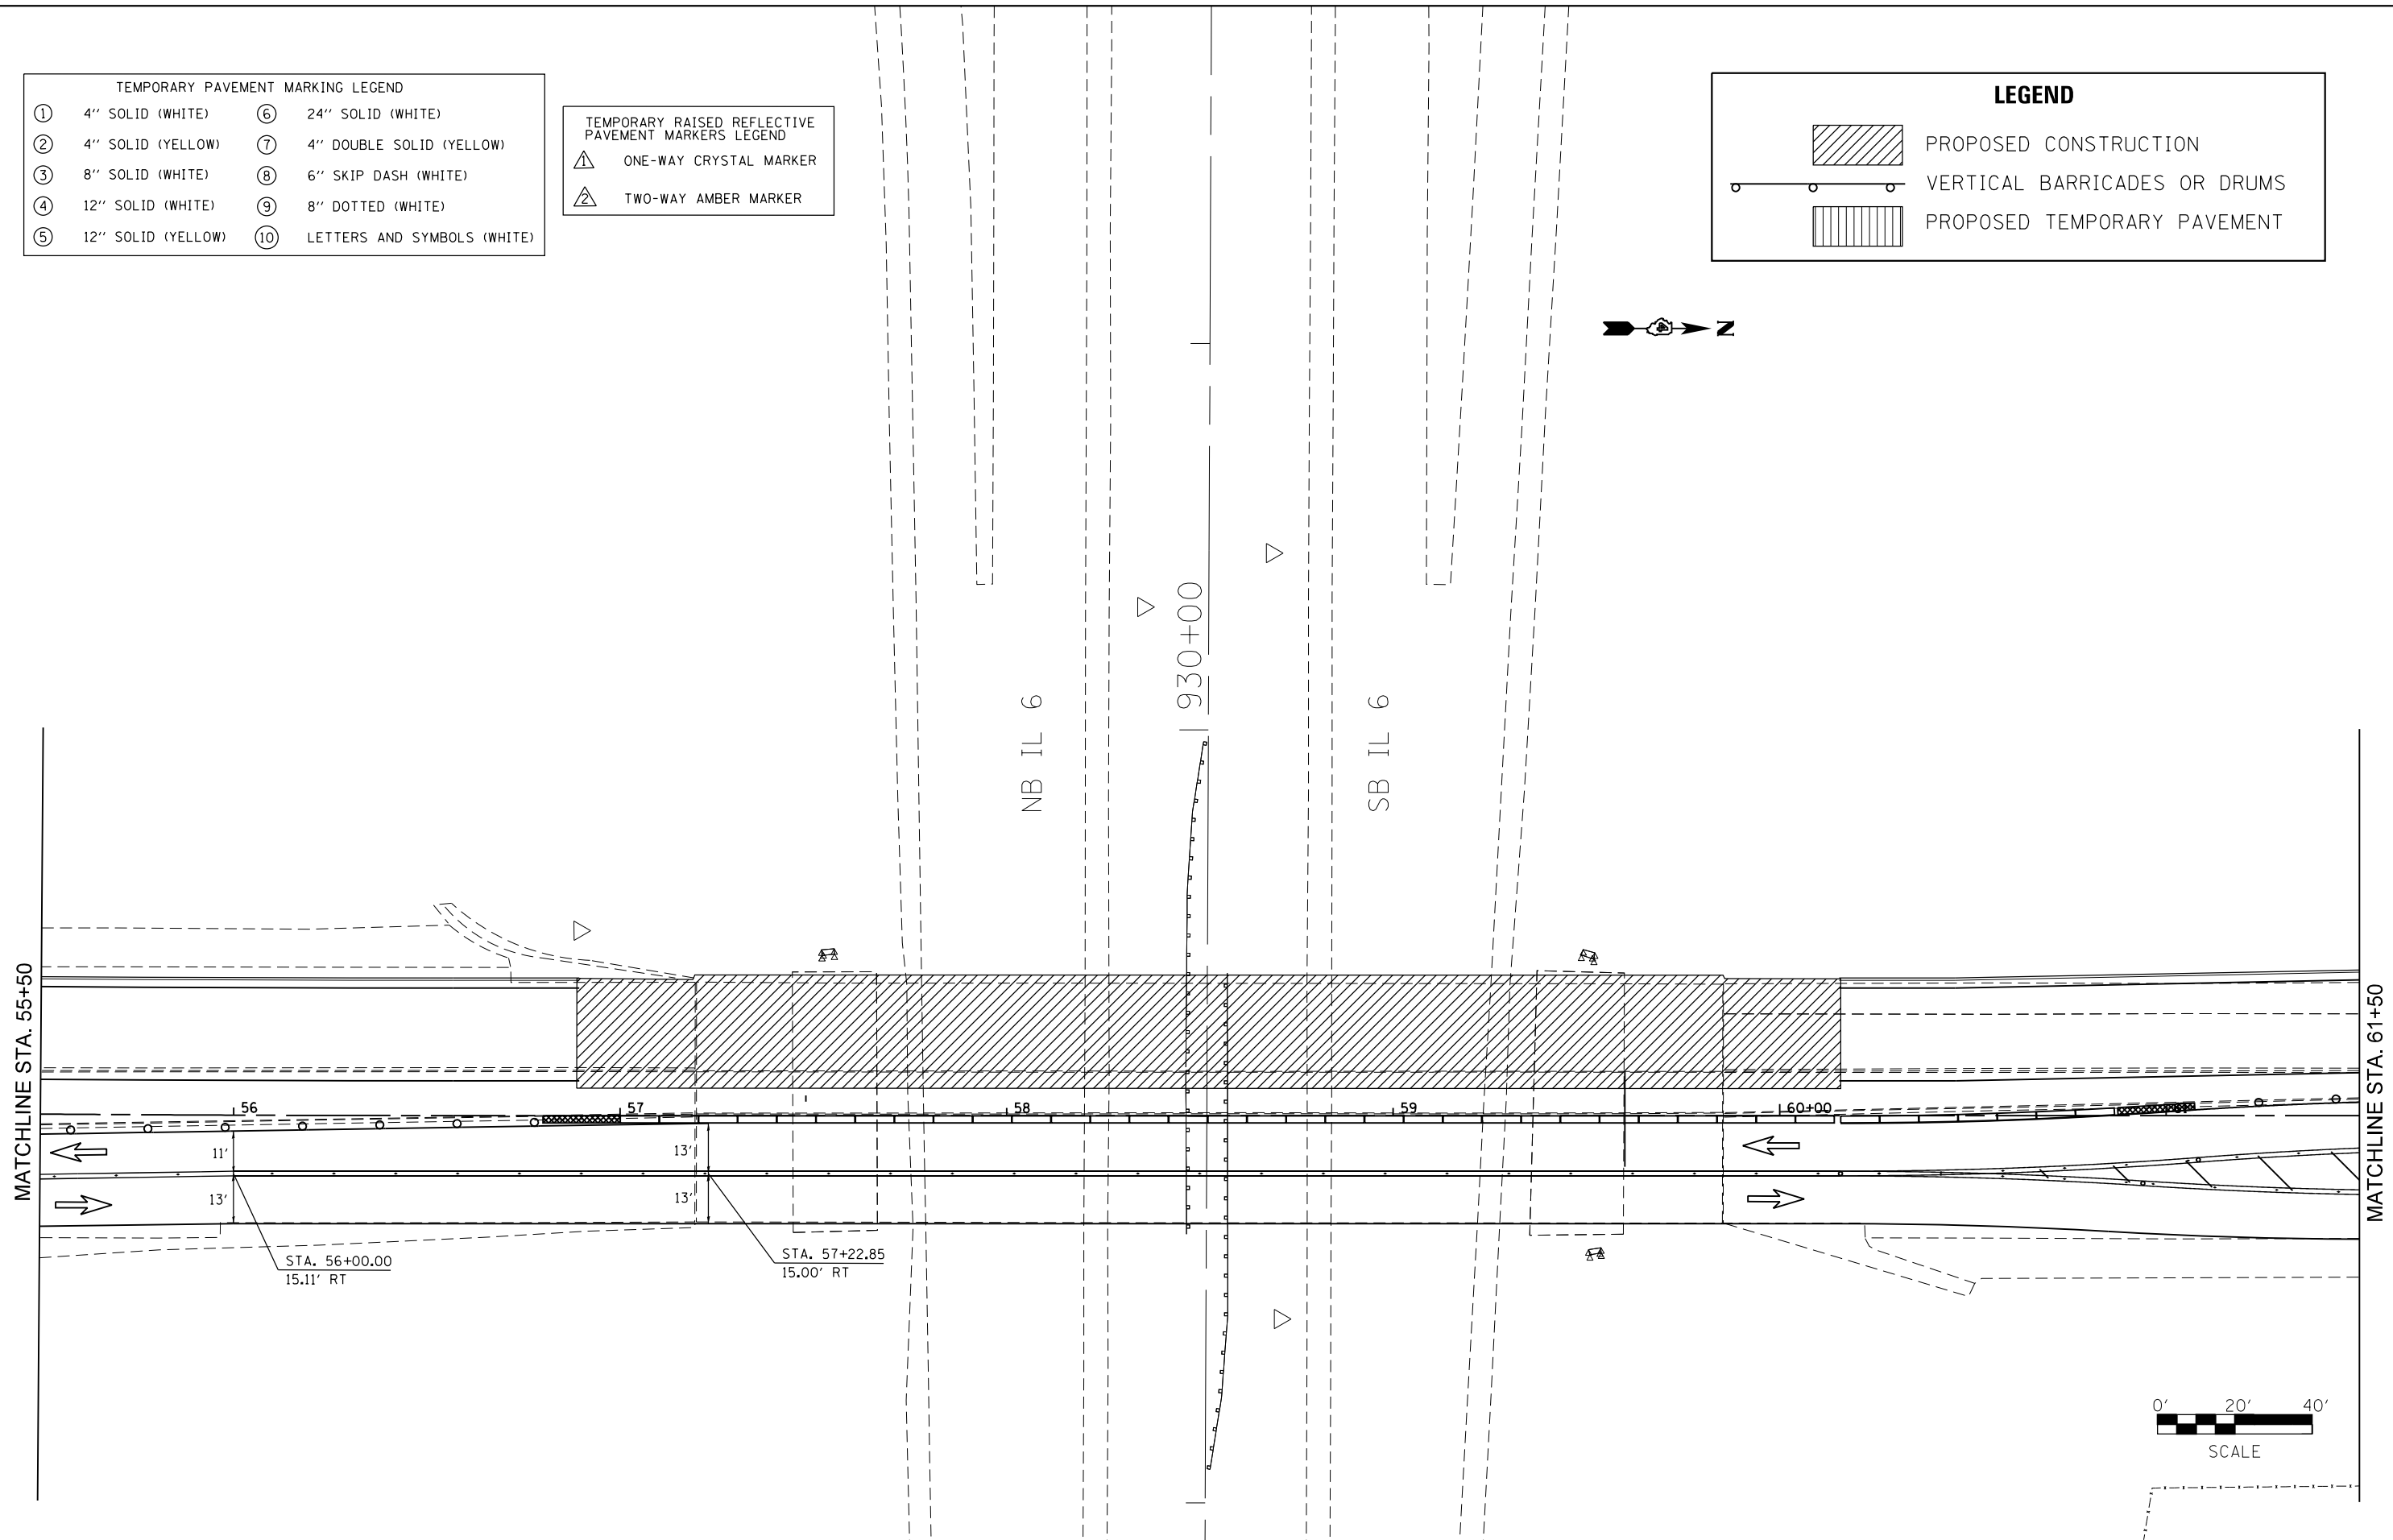 TEMPORARY PAVEMENT MARKING LEGEND
1 4'' SOLID (WHITE) 6 24'' SOLID (WHITE)
2 4'' SOLID (YELLOW) 7 4'' DOUBLE SOLID (YELLOW)
3 8'' SOLID (WHITE) 8 6'' SKIP DASH (WHITE)
4 12'' SOLID (WHITE) 9 8'' DOTTED (WHITE)
5 12'' SOLID (YELLOW) 10 LETTERS AND SYMBOLS (WHITE)
TEMPORARY RAISED REFLECTIVE
PAVEMENT MARKERS LEGEND
1 ONE-WAY CRYSTAL MARKER
2 TWO-WAY AMBER MARKER
LEGEND
PROPOSED CONSTRUCTION
VERTICAL BARRICADES OR DRUMS
PROPOSED TEMPORARY PAVEMENT
N
930+00
NB IL 6
SB IL 6
MATCHLINE STA. 55+50
MATCHLINE STA. 61+50
56
57
58
59
60+00
11'
13'
13'
13'
STA. 56+00.00
15.11' RT
STA. 57+22.85
15.00' RT
0' 20' 40'
SCALE